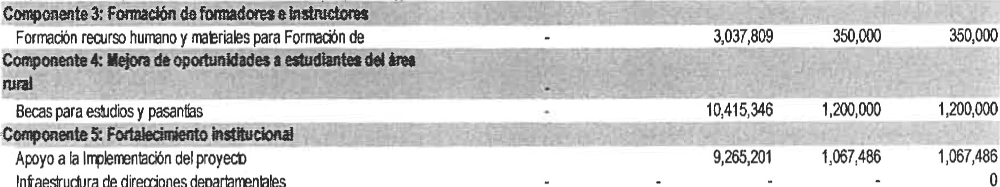 Componente 3: Formación de formadores e instructores
Formación recurso humano y materiales para Formación de - 3,037,809 350,000 350,000
Componente 4: Mejora de oportunidades a estudiantes del área
rural -
Becas para estudios y pasantías - 10,415,346 1,200,000 1,200,000
Componente 5: Fortalecimiento institucional
Apoyo a la Implementación del proyecto 9,265,201 1,067,486 1,067,486
Infraestructura de direcciones departamentales - - - - 0